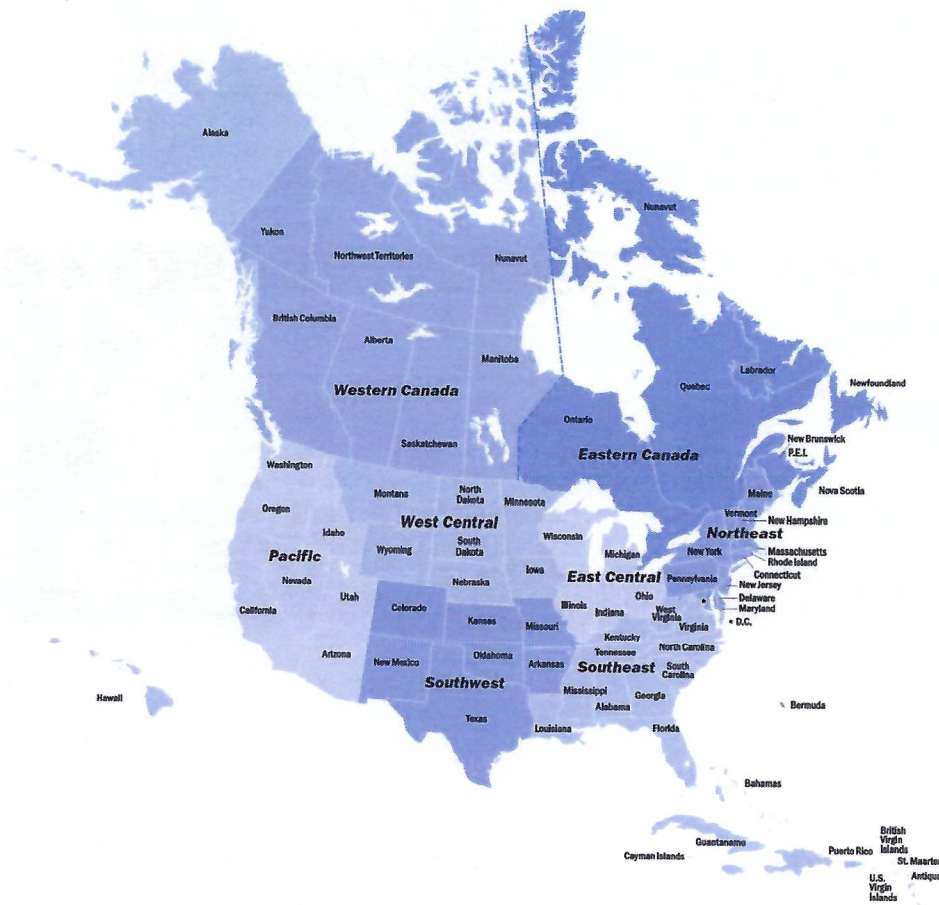 Alaska
Nunavut
Yukon
Northwest Territories
Nunavut
British Columbia
Alberta
Manitoba
Western Canada
Saskatchewan
Labrador
Quebec
Newfoundland
Ontario
Eastern Canada
New Brunswick
P.E.I.
Nova Scotia
Maine
Vermont
New Hampshire
Northeast
New York
Massachusetts
Rhode Island
Connecticut
Pennsylvania
New Jersey
Delaware
Maryland
* D.C.
*
Washington
Oregon
Idaho
Pacific
Nevada
Utah
California
Arizona
Montana
North
Dakota
Minnesota
West Central
Wyoming
South
Dakota
Nebraska
Iowa
Wisconsin
Michigan
East Central
Illinois
Indiana
Ohio
West
Virginia
Virginia
Kentucky
Tennessee
North Carolina
Southeast
South
Carolina
Mississippi
Alabama
Georgia
Louisiana
Florida
Colorado
Kansas
Missouri
New Mexico
Oklahoma
Arkansas
Southwest
Texas
Hawaii
Bermuda
Bahamas
Guantanamo
Cayman Islands
Puerto Rico
British
Virgin
Islands
St. Maarten
Antigua
U.S.
Virgin
Islands